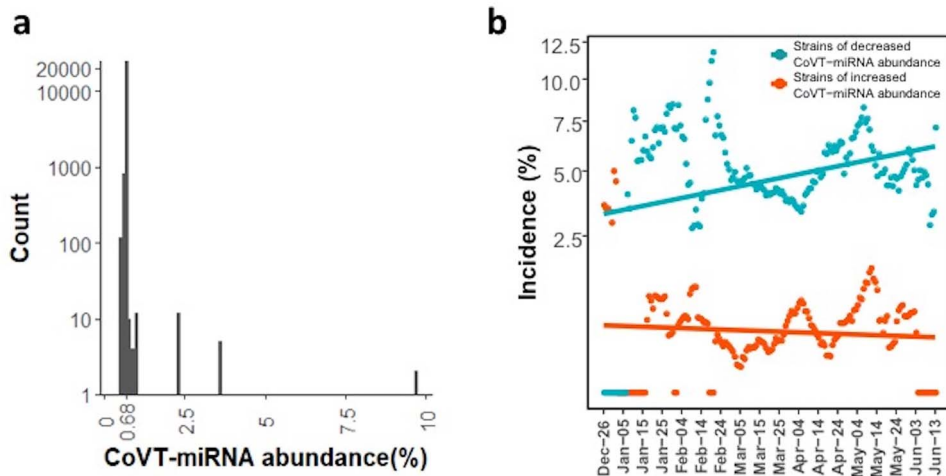 a
Count
20000
10000
1000
100
10
1
0
0.68
2.5
5
7.5
10
CoVT-miRNA abundance(%)
b
Incidence (%)
12.5
10.0
7.5
5.0
2.5
Strains of decreased
CoVT−miRNA abundance
Strains of increased
CoVT−miRNA abundance
Dec−26
Jan−05
Jan−15
Jan−25
Feb−04
Feb−14
Feb−24
Mar−05
Mar−15
Mar−25
Apr−04
Apr−14
Apr−24
May−04
May−14
May−24
Jun−03
Jun−13